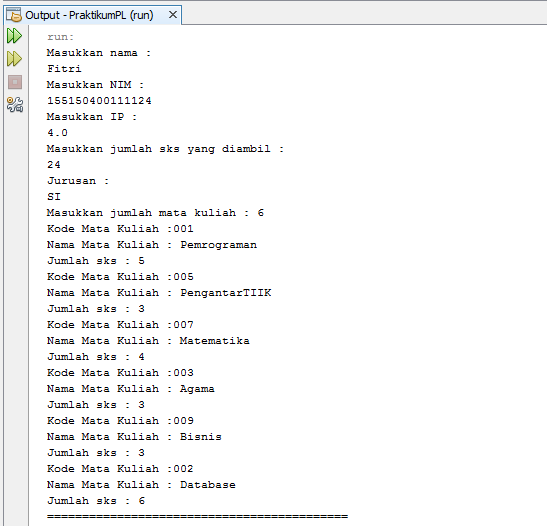 Output - PraktikumPL (run)
run:
Masukkan nama :
Fitri
Masukkan NIM :
155150400111124
Masukkan IP :
4.0
Masukkan jumlah sks yang diambil :
24
Jurusan :
SI
Masukkan jumlah mata kuliah : 6
Kode Mata Kuliah :001
Nama Mata Kuliah : Pemrograman
Jumlah sks : 5
Kode Mata Kuliah :005
Nama Mata Kuliah : PengantarTIIK
Jumlah sks : 3
Kode Mata Kuliah :007
Nama Mata Kuliah : Matematika
Jumlah sks : 4
Kode Mata Kuliah :003
Nama Mata Kuliah : Agama
Jumlah sks : 3
Kode Mata Kuliah :009
Nama Mata Kuliah : Bisnis
Jumlah sks : 3
Kode Mata Kuliah :002
Nama Mata Kuliah : Database
Jumlah sks : 6
===========================================